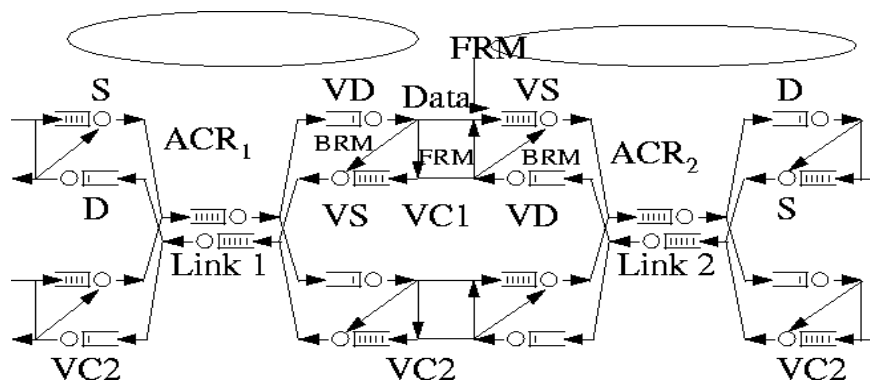 FRM
S VD Data VS D
ACR1 BRM FRM BRM ACR2
D VS VC1 VD S
Link 1 Link 2
VC2 VC2 VC2